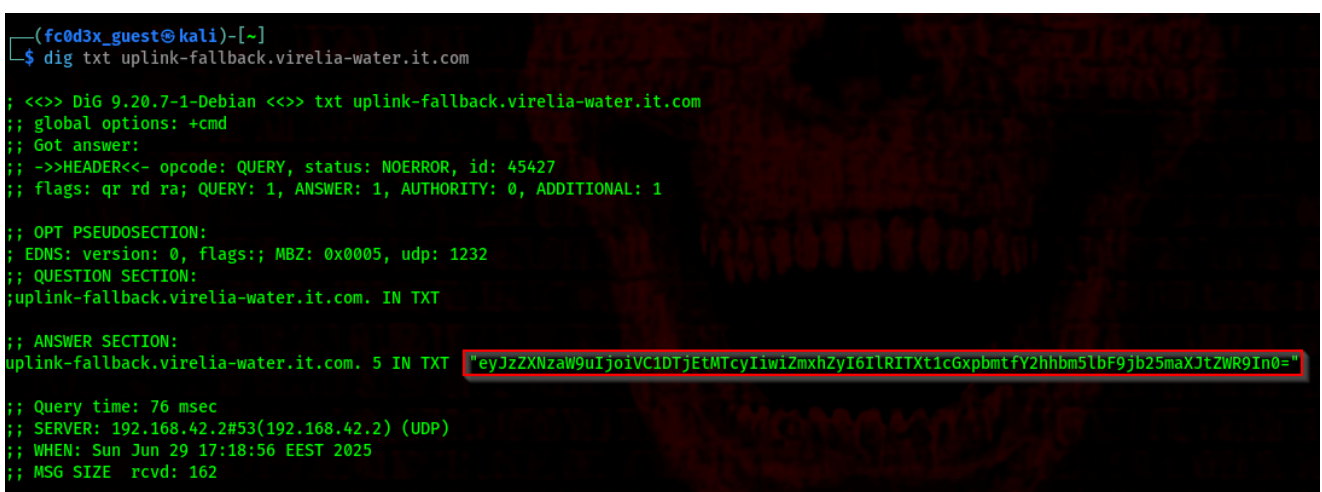 ┌──(fc0d3x_guest㉿kali)-[~]
└─$ dig txt uplink-fallback.virelia-water.it.com
; <<>> DiG 9.20.7-1-Debian <<>> txt uplink-fallback.virelia-water.it.com
;; global options: +cmd
;; Got answer:
;; ->>HEADER<<- opcode: QUERY, status: NOERROR, id: 45427
;; flags: qr rd ra; QUERY: 1, ANSWER: 1, AUTHORITY: 0, ADDITIONAL: 1
;; OPT PSEUDOSECTION:
; EDNS: version: 0, flags:; MBZ: 0x0005, udp: 1232
;; QUESTION SECTION:
;uplink-fallback.virelia-water.it.com. IN TXT
;; ANSWER SECTION:
uplink-fallback.virelia-water.it.com. 5 IN TXT "eyJzZXNzaW9uIjoiVC1DTjEtMTcyIiwiZmxhZyI6IlRITXt1cGxpbmtfY2hhbm5lbF9jb25maXJtZWR9In0="
;; Query time: 76 msec
;; SERVER: 192.168.42.2#53(192.168.42.2) (UDP)
;; WHEN: Sun Jun 29 17:18:56 EEST 2025
;; MSG SIZE rcvd: 162